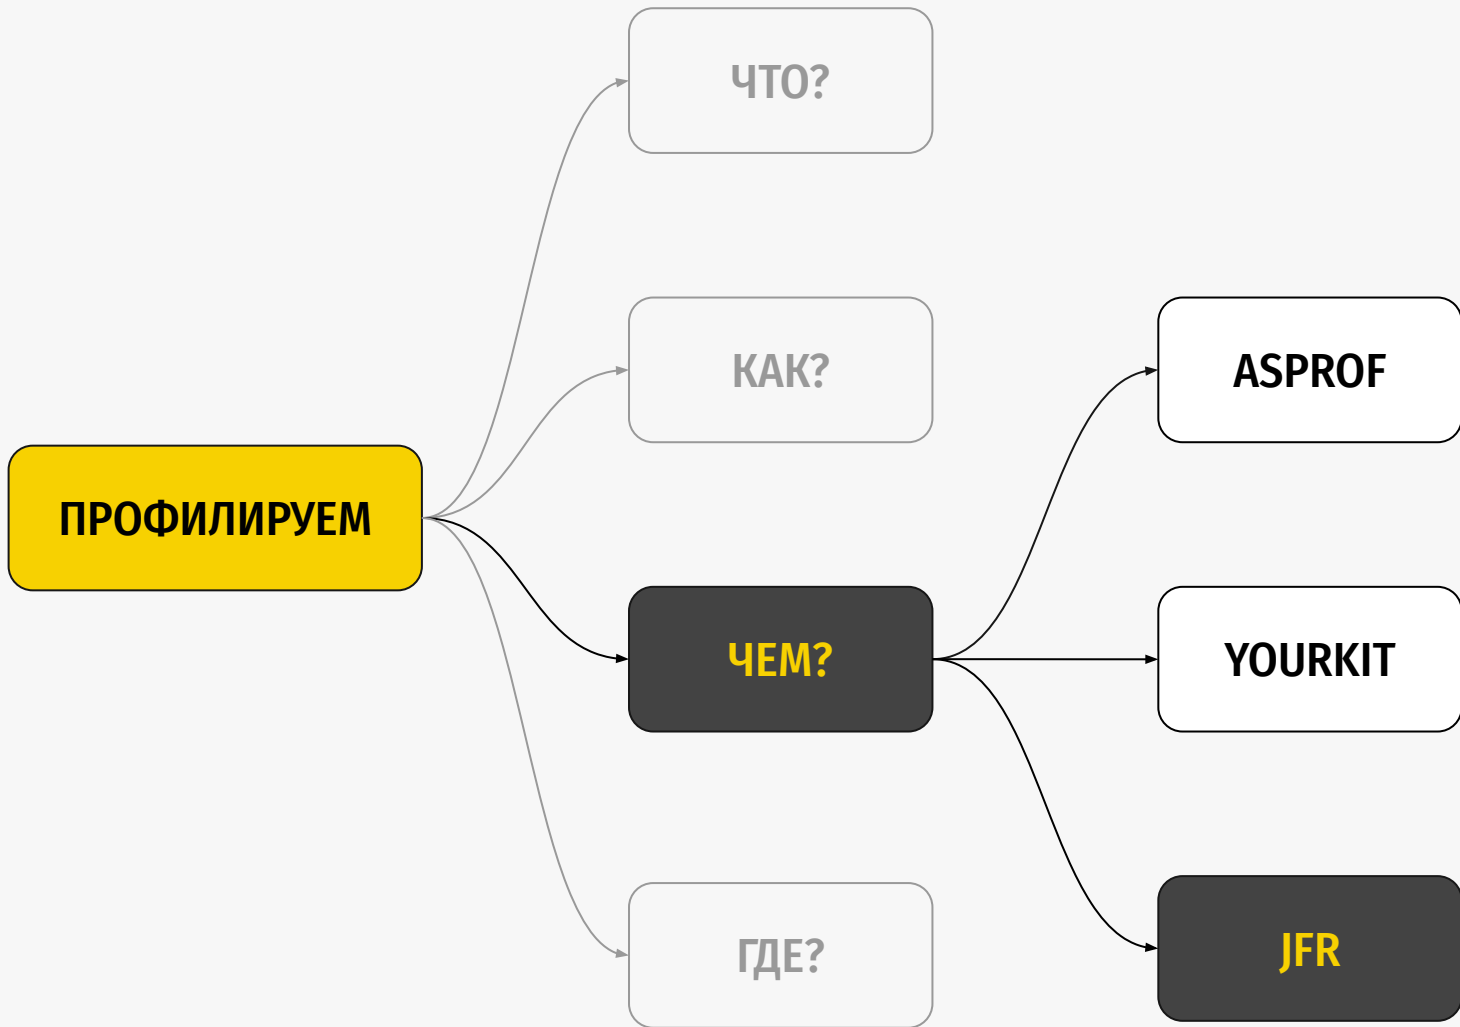 ЧТО?
КАК?
ASPROF
ПРОФИЛИРУЕМ
ЧЕМ?
YOURKIT
ГДЕ?
JFR